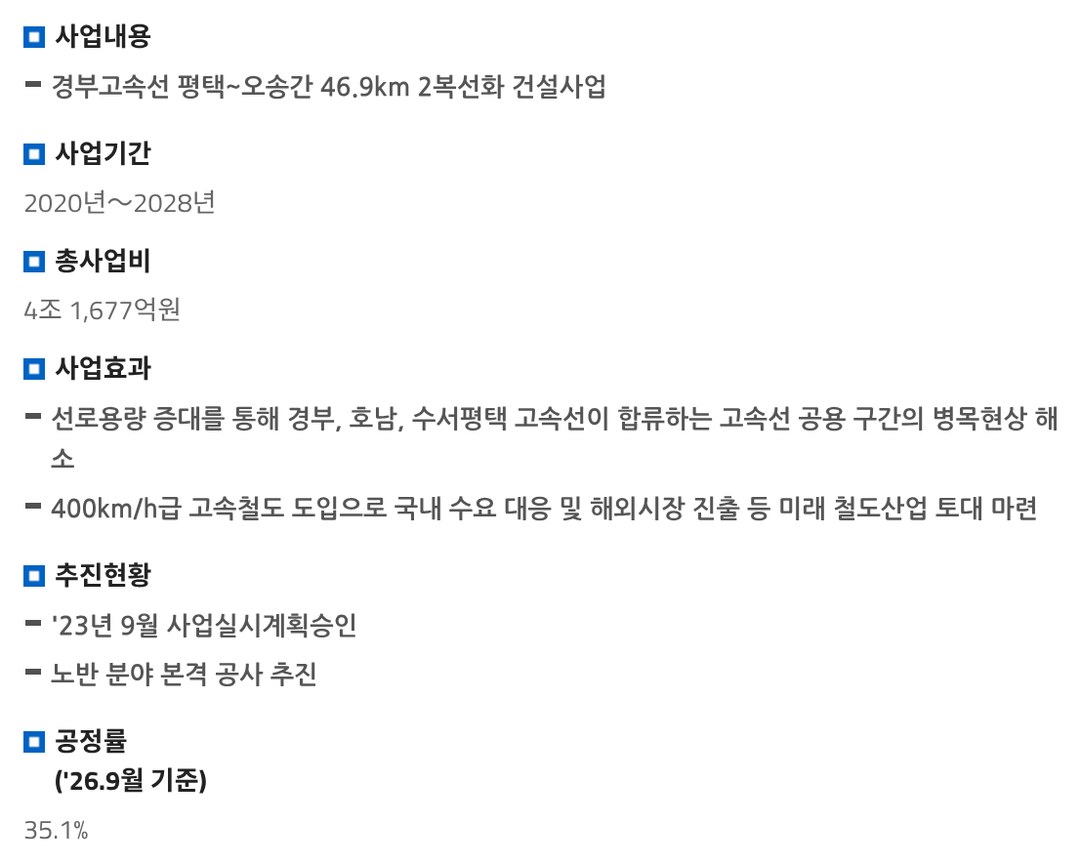 사업내용
- 경부고속선 평택~오송간 46.9km 2복선화 건설사업
사업기간
2020년~2028년
총사업비
4조 1,677억원
사업효과
- 선로용량 증대를 통해 경부, 호남, 수서평택 고속선이 합류하는 고속선 공용 구간의 병목현상 해
소
- 400km/h급 고속철도 도입으로 국내 수요 대응 및 해외시장 진출 등 미래 철도산업 토대 마련
추진현황
- '23년 9월 사업실시계획승인
- 노반 분야 본격 공사 추진
공정률
('26.9월 기준)
35.1%